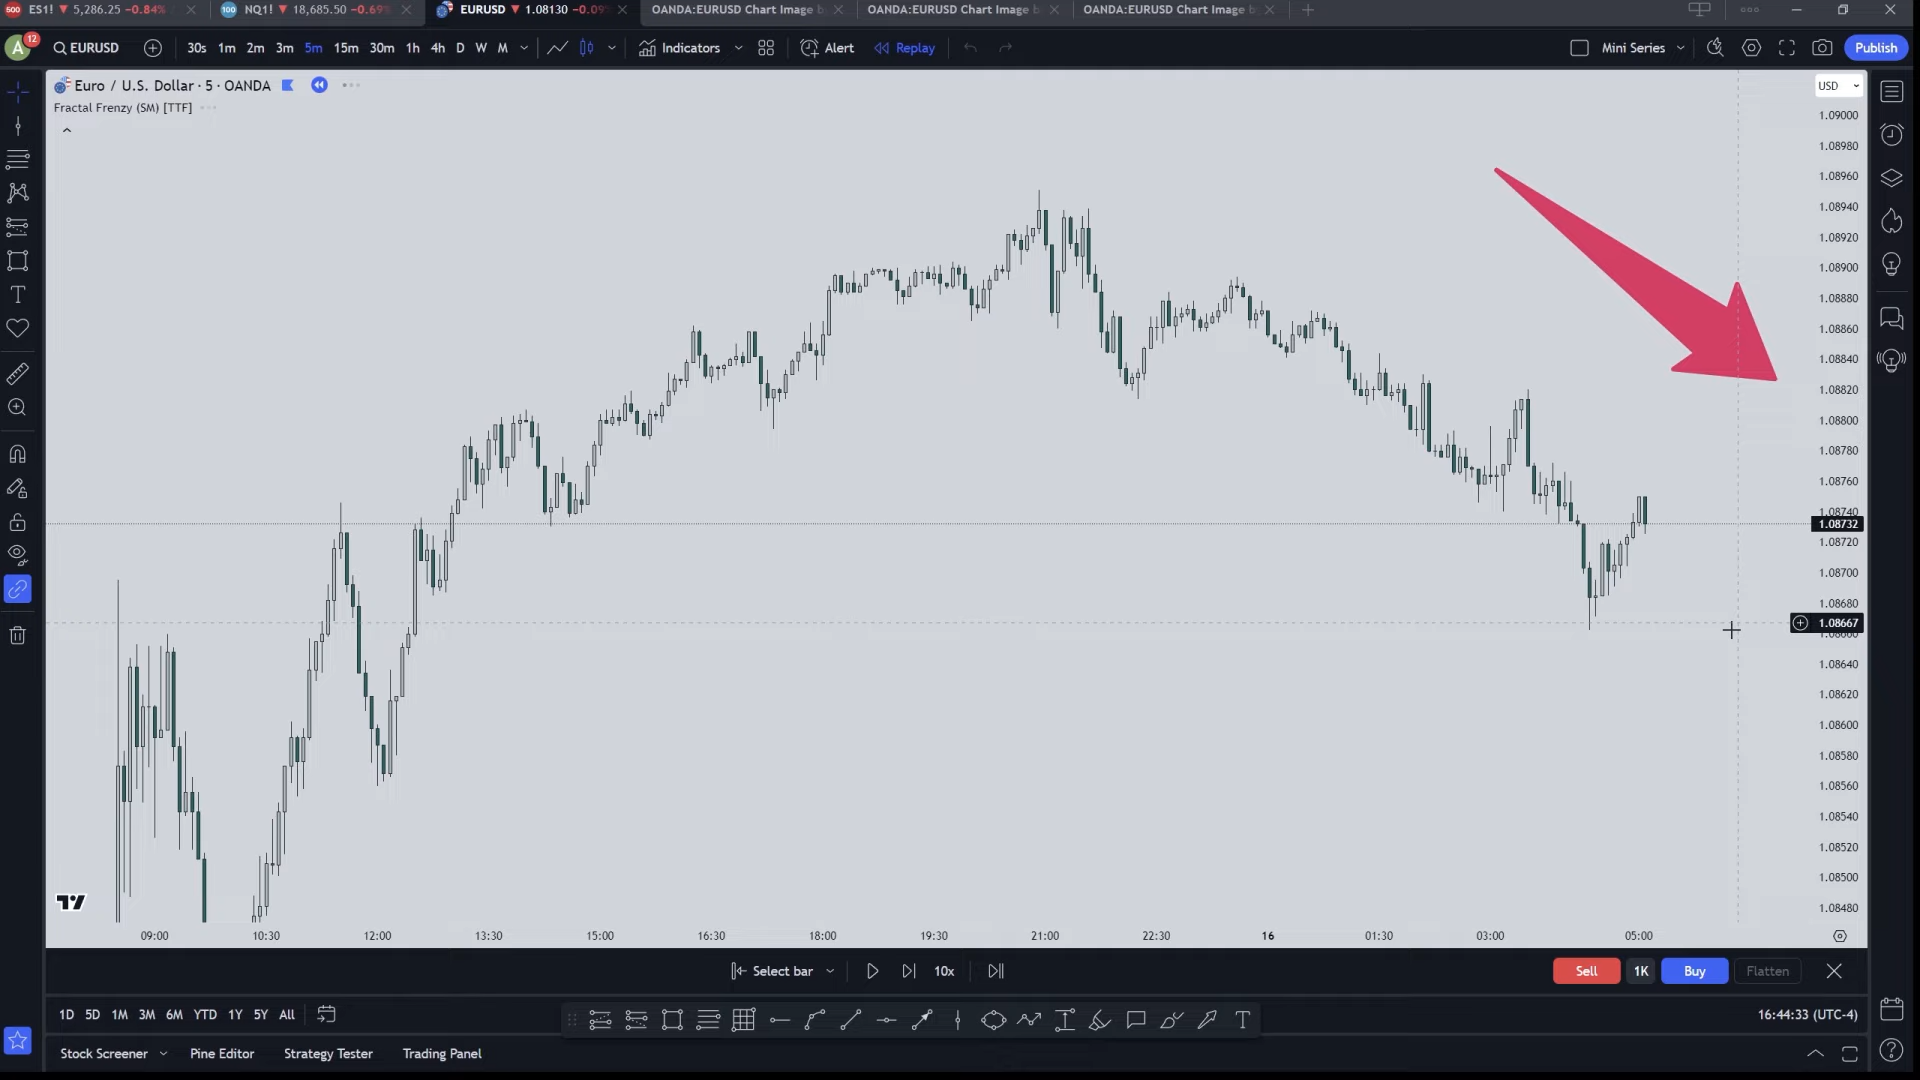 500 ES1! ▼ 5,286.25 −0.84%
100 NQ1! ▼ 18,685.50 −0.69%
EURUSD ▼ 1.08130 −0.09%
OANDA:EURUSD Chart Image
OANDA:EURUSD Chart Image
OANDA:EURUSD Chart Image
A 12 EURUSD 30s 1m 2m 3m 5m 15m 30m 1h 4h D W M Indicators Alert Replay Mini Series Publish
Euro / U.S. Dollar · 5 · OANDA
USD
Fractal Frenzy (SM) [TTF]
1.09000
1.08980
1.08960
1.08940
1.08920
1.08900
1.08880
1.08860
1.08840
1.08820
1.08800
1.08780
1.08760
1.08740
1.08732
1.08720
1.08700
1.08680
1.08667
1.08660
1.08640
1.08620
1.08600
1.08580
1.08560
1.08540
1.08520
1.08500
1.08480
09:00 10:30 12:00 13:30 15:00 16:30 18:00 19:30 21:00 22:30 16 01:30 03:00 05:00
Select bar 10x Sell 1K Buy Flatten
1D 5D 1M 3M 6M YTD 1Y 5Y All
16:44:33 (UTC-4)
Stock Screener Pine Editor Strategy Tester Trading Panel